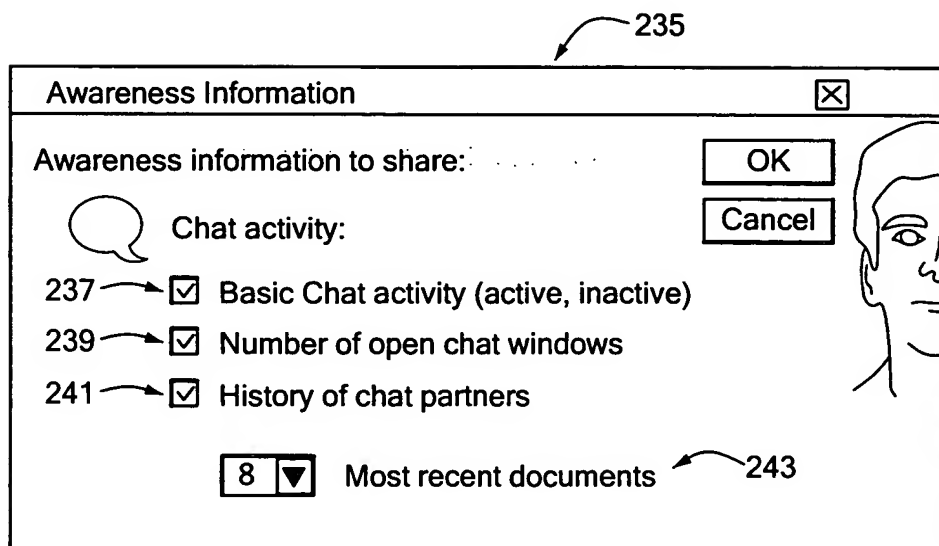 235
Awareness Information
Awareness information to share:
OK
Chat activity:
Cancel
237 Basic Chat activity (active, inactive)
239 Number of open chat windows
241 History of chat partners
8 Most recent documents 243